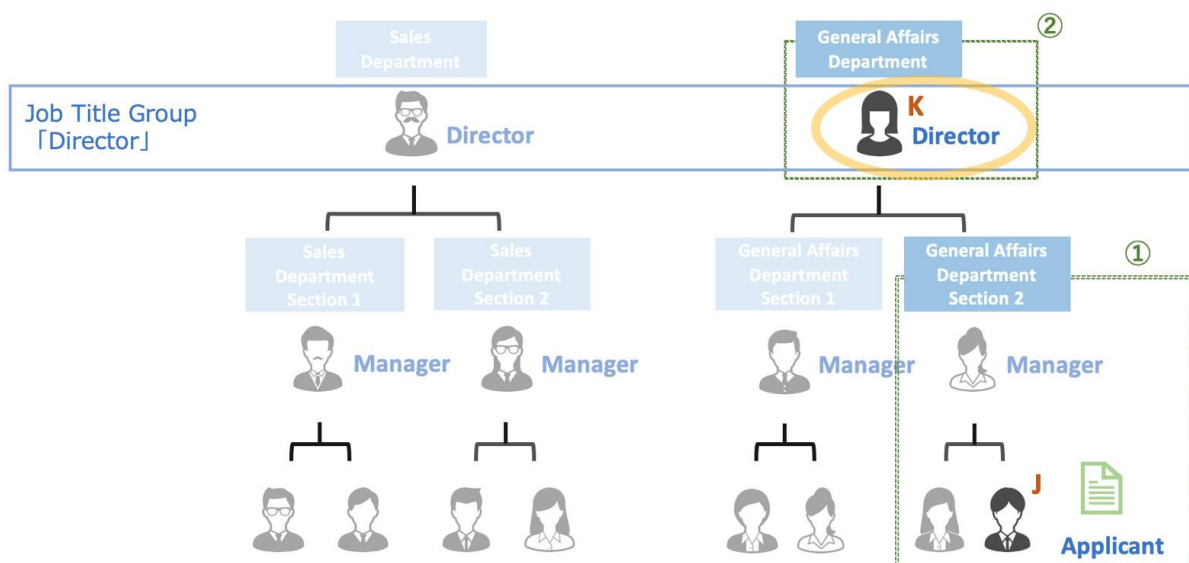 Sales
Department
General Affairs
Department
②
Job Title Group
「Director」
Director
K
Director
Sales
Department
Section 1
Sales
Department
Section 2
General Affairs
Department
Section 1
General Affairs
Department
Section 2
①
Manager
Manager
Manager
Manager
J
Applicant